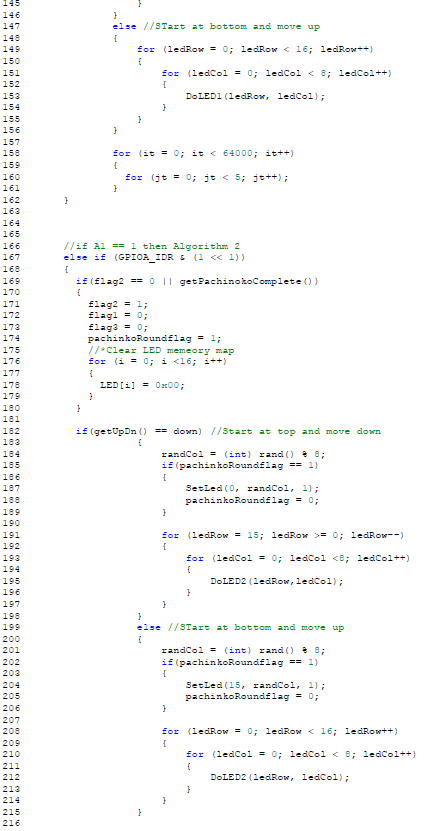 145 }
146 }
147 else //STart at bottom and move up
148 {
149 for (ledRow = 0; ledRow < 16; ledRow++)
150 {
151 for (ledCol = 0; ledCol < 8; ledCol++)
152 {
153 DoLED1(ledRow, ledCol);
154 }
155 }
156 }
157
158 for (it = 0; it < 64000; it++)
159 {
160 for (jt = 0; jt < 5; jt++);
161 }
162 }
163
164
165
166 //if A1 == 1 then Algorithm 2
167 else if (GPIOA_IDR & (1 << 1))
168 {
169 if(flag2 == 0 || getPachinokoComplete())
170 {
171 flag2 = 1;
172 flag1 = 0;
173 flag3 = 0;
174 pachinkoRoundflag = 1;
175 //*Clear LED memeory map
176 for (i = 0; i <16; i++)
177 {
178 LED[i] = 0x00;
179 }
180 }
181
182 if(getUpDn() == down) //Start at top and move down
183 {
184 randCol = (int) rand() % 8;
185 if(pachinkoRoundflag == 1)
186 {
187 SetLed(0, randCol, 1);
188 pachinkoRoundflag = 0;
189 }
190
191 for (ledRow = 15; ledRow >= 0; ledRow--)
192 {
193 for (ledCol = 0; ledCol <8; ledCol++)
194 {
195 DoLED2(ledRow,ledCol);
196 }
197 }
198 }
199 else //STart at bottom and move up
200 {
201 randCol = (int) rand() % 8;
202 if(pachinkoRoundflag == 1)
203 {
204 SetLed(15, randCol, 1);
205 pachinkoRoundflag = 0;
206 }
207
208 for (ledRow = 0; ledRow < 16; ledRow++)
209 {
210 for (ledCol = 0; ledCol < 8; ledCol++)
211 {
212 DoLED2(ledRow, ledCol);
213 }
214 }
215 }
216